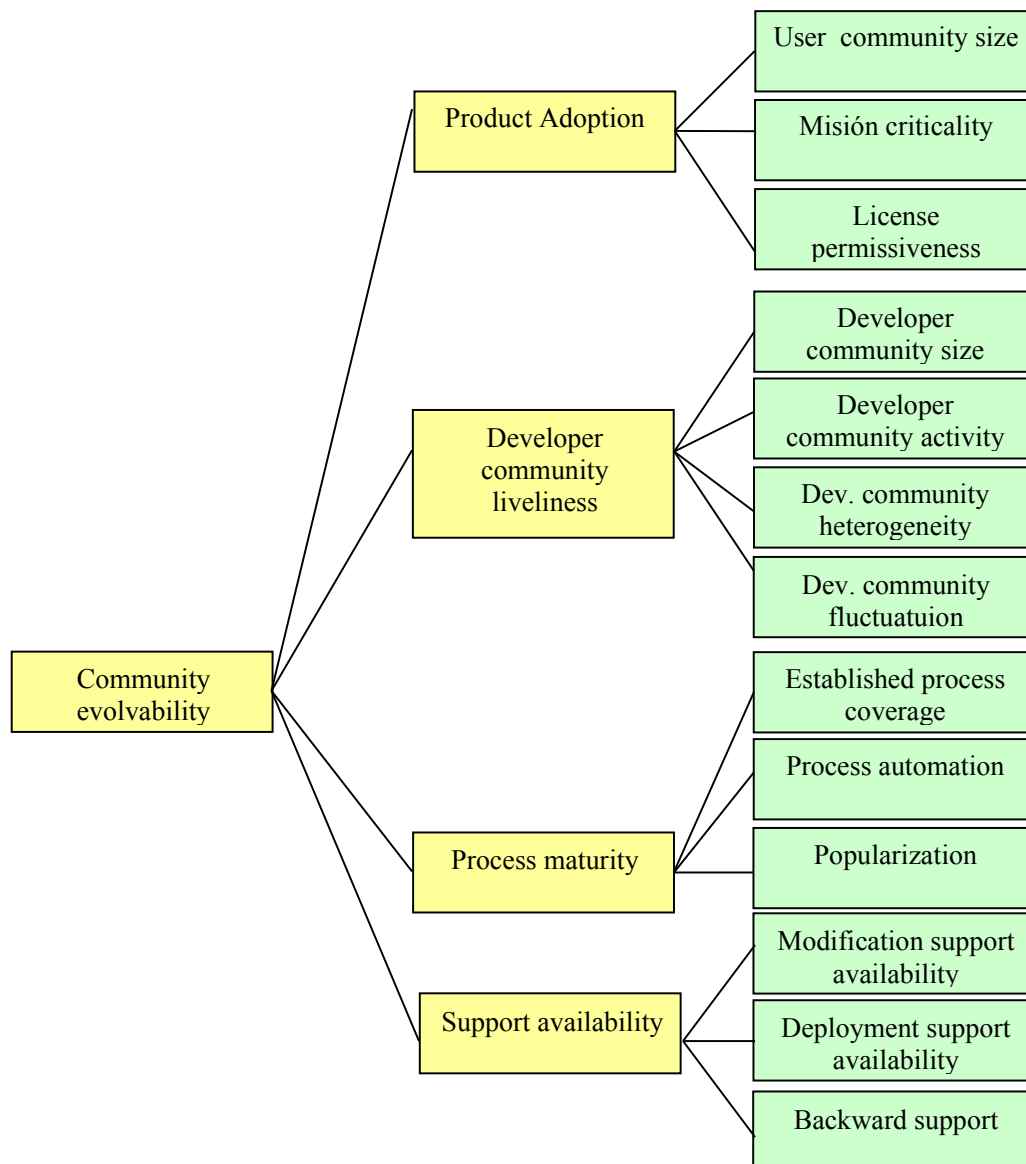 User community size
Product Adoption
Misión criticality
License
permissiveness
Developer
community size
Developer
community activity
Developer
community
liveliness
Dev. community
heterogeneity
Dev. community
fluctuatuion
Community
evolvability
Established process
coverage
Process automation
Process maturity
Popularization
Modification support
availability
Support availability
Deployment support
availability
Backward support